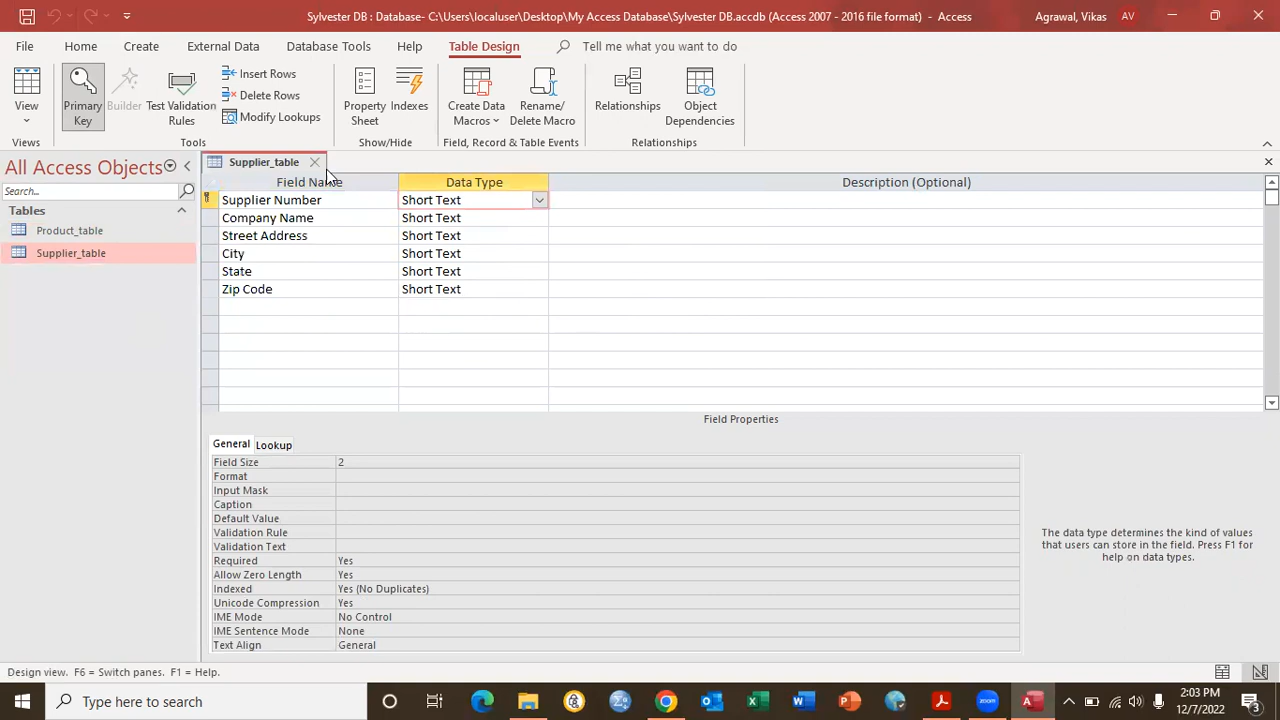 Sylvester DB : Database- C:\Users\localuser\Desktop\My Access Database\Sylvester DB.accdb (Access 2007 - 2016 file format) - Access
Agrawal, Vikas
AV
File
Home
Create
External Data
Database Tools
Help
Table Design
Tell me what you want to do
View
Primary
Key
Builder
Test Validation
Rules
Insert Rows
Delete Rows
Modify Lookups
Property
Sheet
Indexes
Create Data
Macros
Rename/
Delete Macro
Relationships
Object
Dependencies
Views
Tools
Show/Hide
Field, Record & Table Events
Relationships
All Access Objects
Search...
Tables
Product_table
Supplier_table
Supplier_table
Field Name
Data Type
Description (Optional)
Supplier Number
Short Text
Company Name
Short Text
Street Address
Short Text
City
Short Text
State
Short Text
Zip Code
Short Text
Field Properties
General
Lookup
Field Size
2
Format
Input Mask
Caption
Default Value
Validation Rule
Validation Text
Required
Yes
Allow Zero Length
Yes
Indexed
Yes (No Duplicates)
Unicode Compression
Yes
IME Mode
No Control
IME Sentence Mode
None
Text Align
General
The data type determines the kind of values
that users can store in the field. Press F1 for
help on data types.
Design view. F6 = Switch panes. F1 = Help.
Type here to search
zoom
2:03 PM
12/7/2022
3